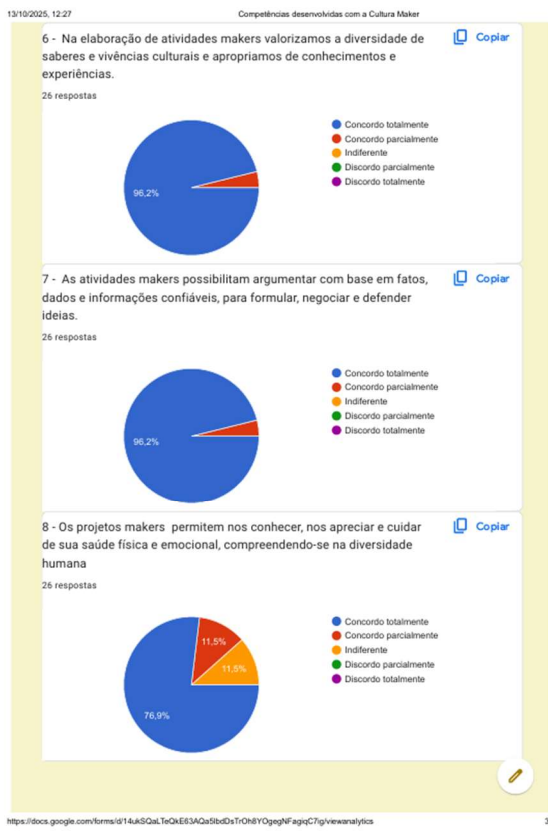 13/10/2025, 12:27 Competências desenvolvidas com a Cultura Maker
6 - Na elaboração de atividades makers valorizamos a diversidade de
saberes e vivências culturais e apropriamos de conhecimentos e
experiências.
Copiar
26 respostas
Concordo totalmente
Concordo parcialmente
Indiferente
Discordo parcialmente
Discordo totalmente
96,2%
7 - As atividades makers possibilitam argumentar com base em fatos,
dados e informações confiáveis, para formular, negociar e defender
ideias.
Copiar
26 respostas
Concordo totalmente
Concordo parcialmente
Indiferente
Discordo parcialmente
Discordo totalmente
96,2%
8 - Os projetos makers permitem nos conhecer, nos apreciar e cuidar
de sua saúde física e emocional, compreendendo-se na diversidade
humana
Copiar
26 respostas
Concordo totalmente
Concordo parcialmente
Indiferente
Discordo parcialmente
Discordo totalmente
11,5%
11,5%
76,9%
https://docs.google.com/forms/d/14ukSQaLTeQkE63AQa5lbdDsTrOh8YOgegNFagiqC7ig/viewanalytics